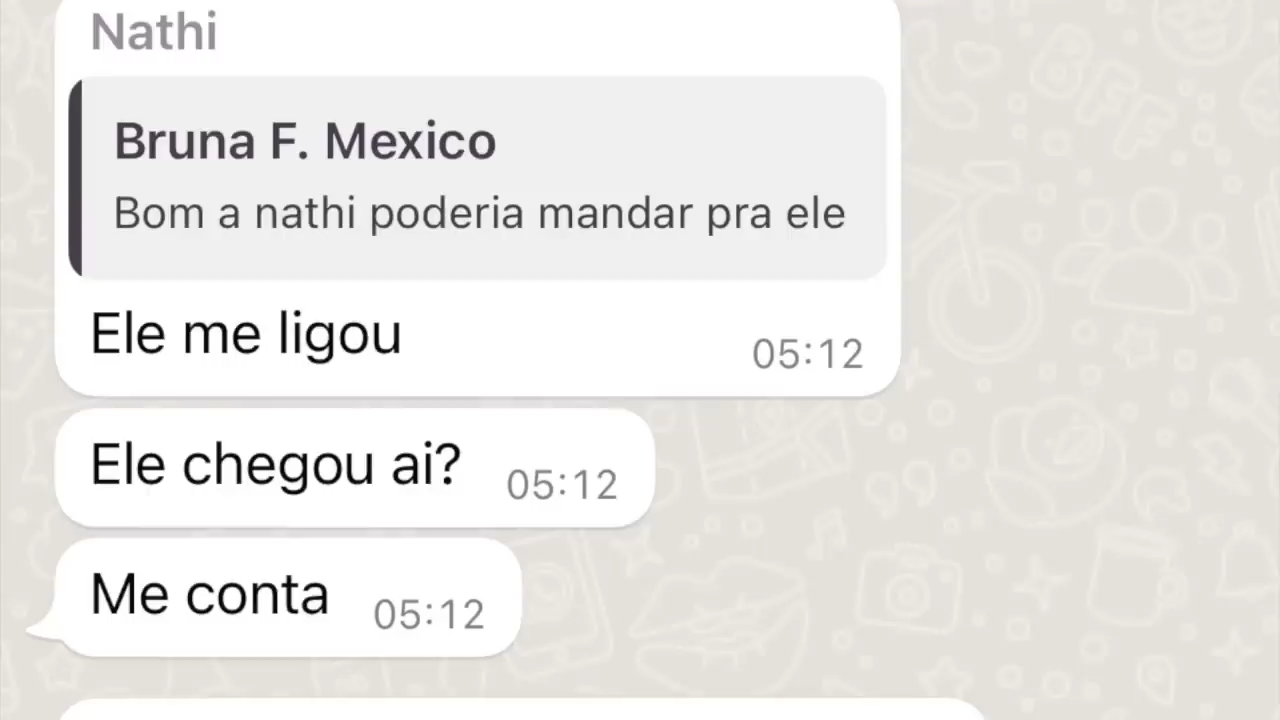 Nathi
Bruna F. Mexico
Bom a nathi poderia mandar pra ele
Ele me ligou
05:12
Ele chegou ai?
05:12
Me conta
05:12